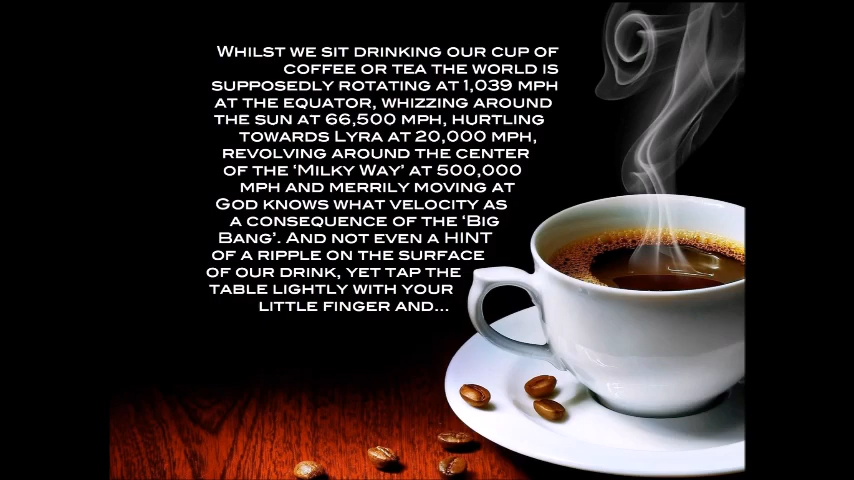 Whilst we sit drinking our cup of
coffee or tea the world is
supposedly rotating at 1,039 mph
at the equator, whizzing around
the sun at 66,500 mph, hurtling
towards Lyra at 20,000 mph,
revolving around the center
of the ‘Milky Way’ at 500,000
mph and merrily moving at
God knows what velocity as
a consequence of the ‘Big
Bang’. And not even a HINT
of a ripple on the surface
of our drink, yet tap the
table lightly with your
little finger and...